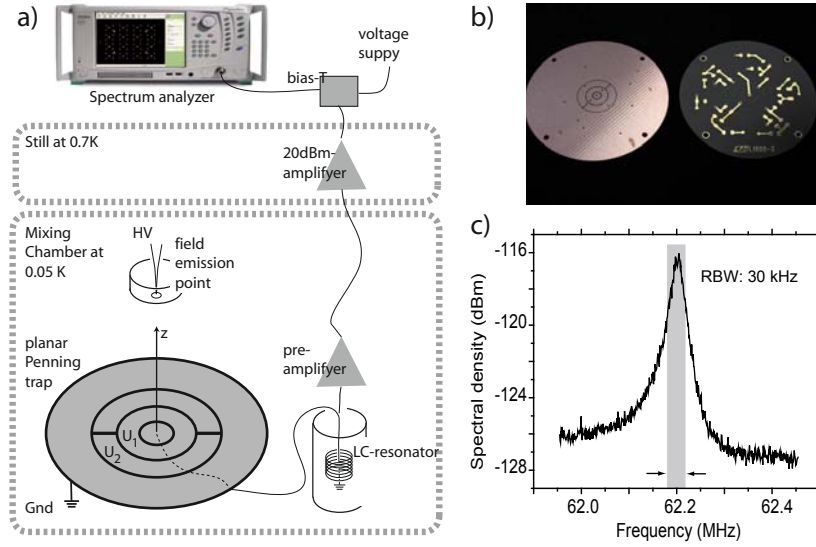 a)
Spectrum analyzer
bias-T
voltage
suppy
Still at 0.7K
20dBm-
amplifyer
Mixing
Chamber at
0.05 K
HV
field
emission
point
z
planar
Penning
trap
U1
U2
Gnd
pre-
amplifyer
LC-resonator
b)
c)
RBW: 30 kHz
Spectral density (dBm)
-116
-120
-124
-128
62.0
62.2
62.4
Frequency (MHz)